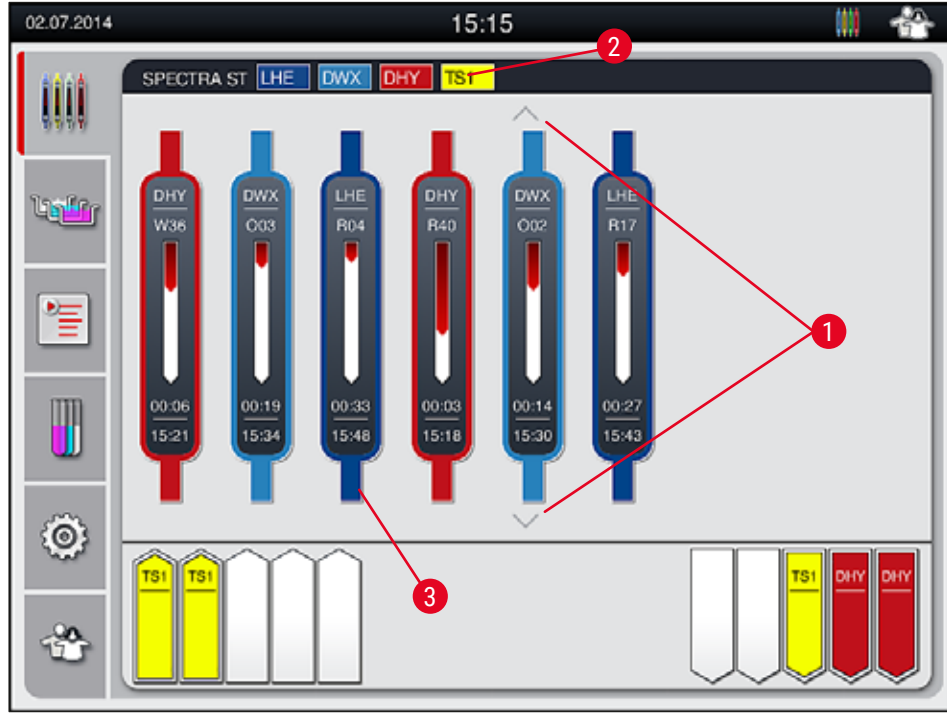 02.07.2014 15:15
2
SPECTRA ST LHE DWX DHY TS1
DHY DWX LHE DHY DWX LHE
W36 O03 R04 R40 O02 R17
1
00:06 00:19 00:33 00:03 00:14 00:27
15:21 15:34 15:48 15:18 15:30 15:43
TS1 TS1 TS1 DHY DHY
3